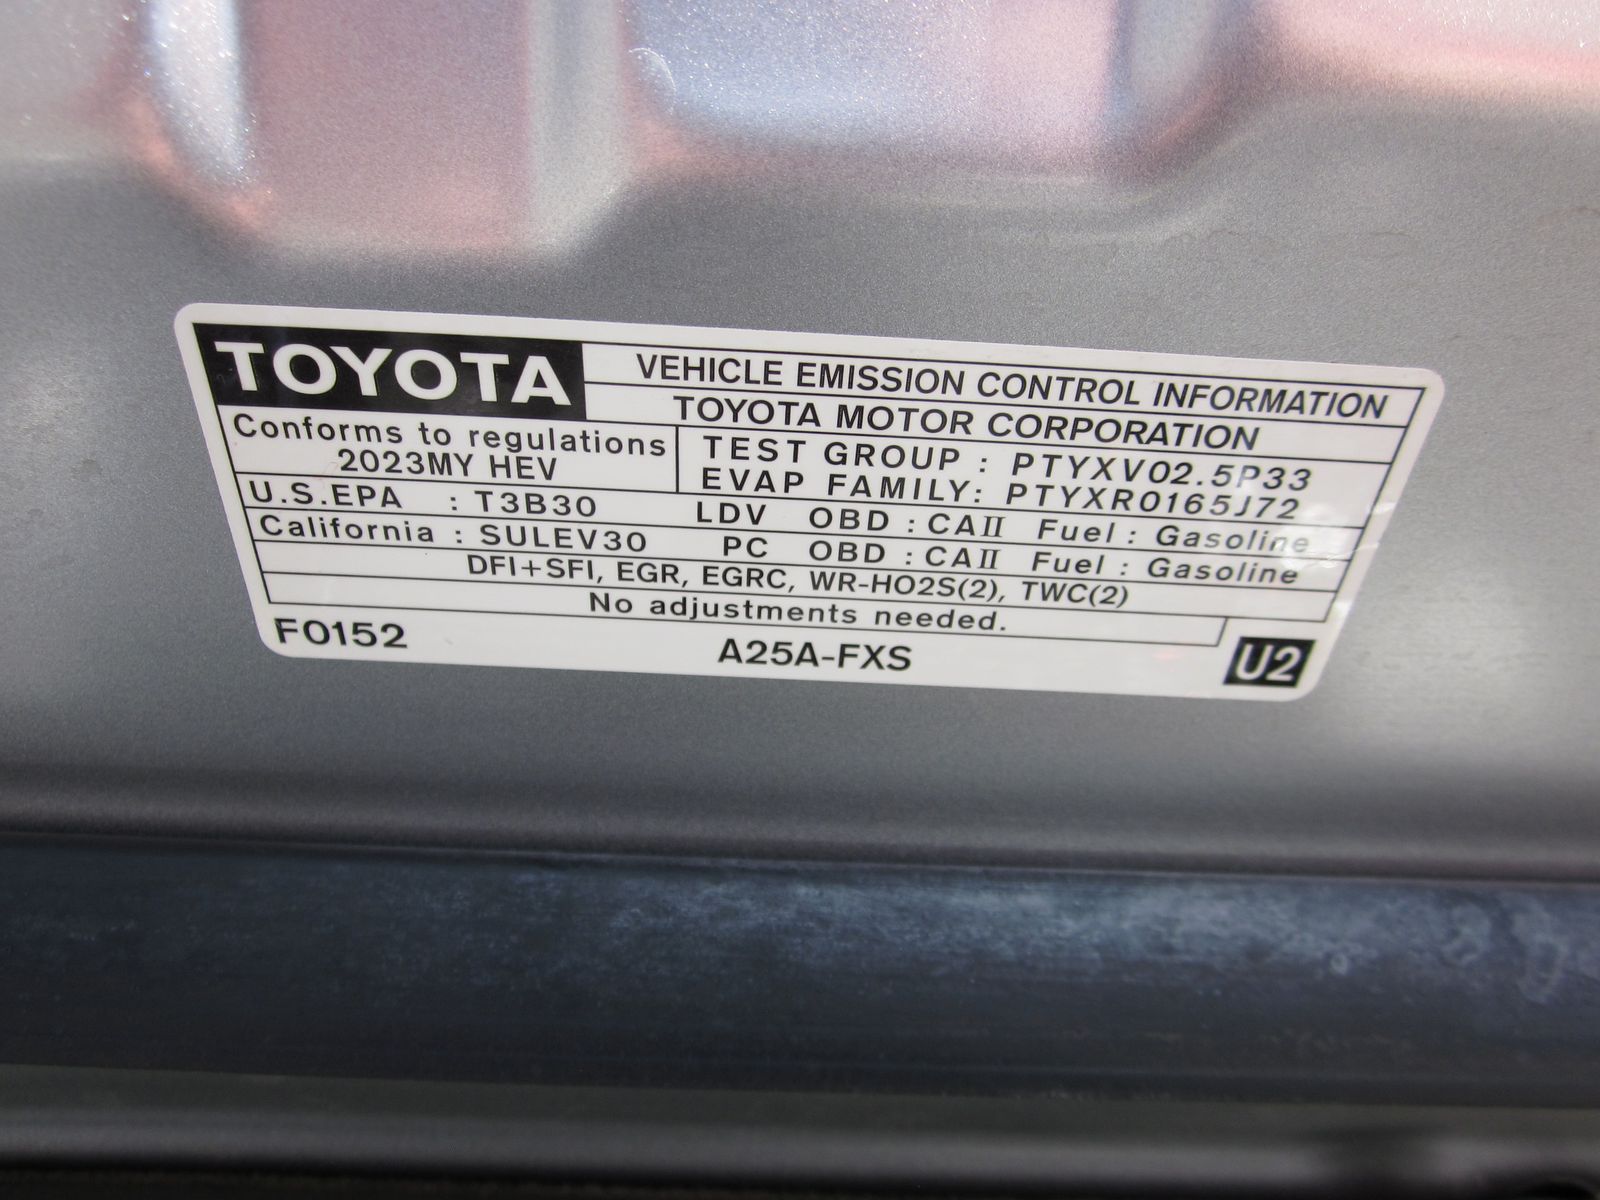 TOYOTA
VEHICLE EMISSION CONTROL INFORMATION
TOYOTA MOTOR CORPORATION
Conforms to regulations
2023MY HEV
TEST GROUP : PTYXV02.5P33
EVAP FAMILY: PTYXR0165J72
U.S.EPA : T3B30 LDV OBD : CAII Fuel : Gasoline
California : SULEV30 PC OBD : CAII Fuel : Gasoline
DFI+SFI, EGR, EGRC, WR-HO2S(2), TWC(2)
No adjustments needed.
F0152 A25A-FXS U2